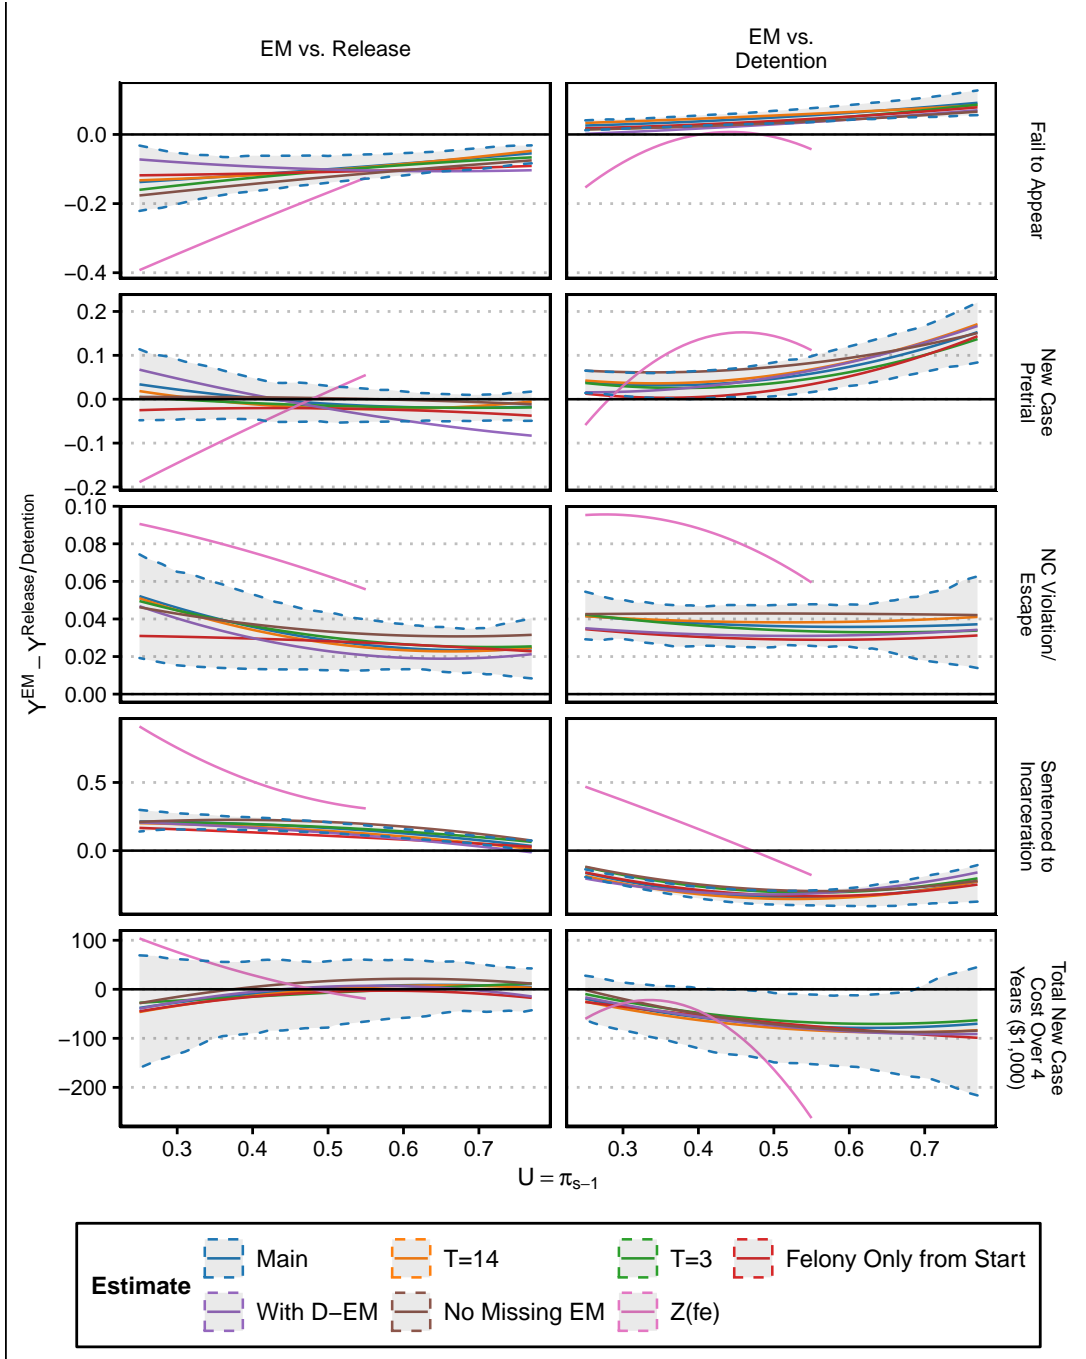 EM vs. Release
EM vs.
Detention
0.0
−0.2
−0.4
Fail to Appear
0.2
0.1
0.0
−0.1
−0.2
New Case
Pretrial
0.10
0.08
0.06
0.04
0.02
0.00
NC Violation/
Escape
0.5
0.0
Sentenced to
Incarceration
100
0
−100
−200
Total New Case
Cost Over 4
Years ($1,000)
Y^EM − Y^Release/Detention
0.3 0.4 0.5 0.6 0.7 0.3 0.4 0.5 0.6 0.7
U = π_s−1
Estimate
Main T=14 T=3 Felony Only from Start
With D−EM No Missing EM Z(fe)